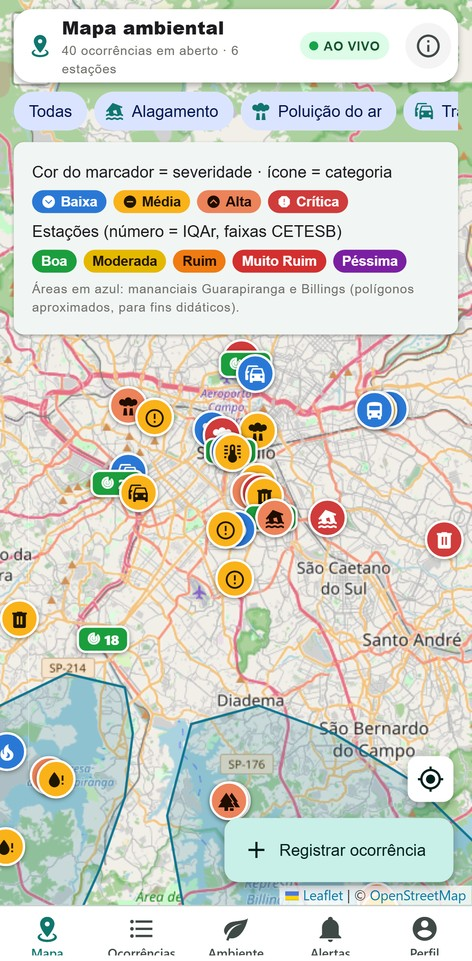 Mapa ambiental
40 ocorrências em aberto · 6
estações
AO VIVO
Todas
Alagamento
Poluição do ar
Cor do marcador = severidade · ícone = categoria
Baixa
Média
Alta
Crítica
Estações (número = IQAr, faixas CETESB)
Boa
Moderada
Ruim
Muito Ruim
Péssima
Áreas em azul: mananciais Guarapiranga e Billings (polígonos
aproximados, para fins didáticos).
Aeroporto
Campo
São Caetano
do Sul
Santo André
18
SP-214
Diadema
São Bernardo
do Campo
SP-176
+ Registrar ocorrência
Área de
Leaflet | © OpenStreetMap
Mapa
Ocorrências
Ambiente
Alertas
Perfil